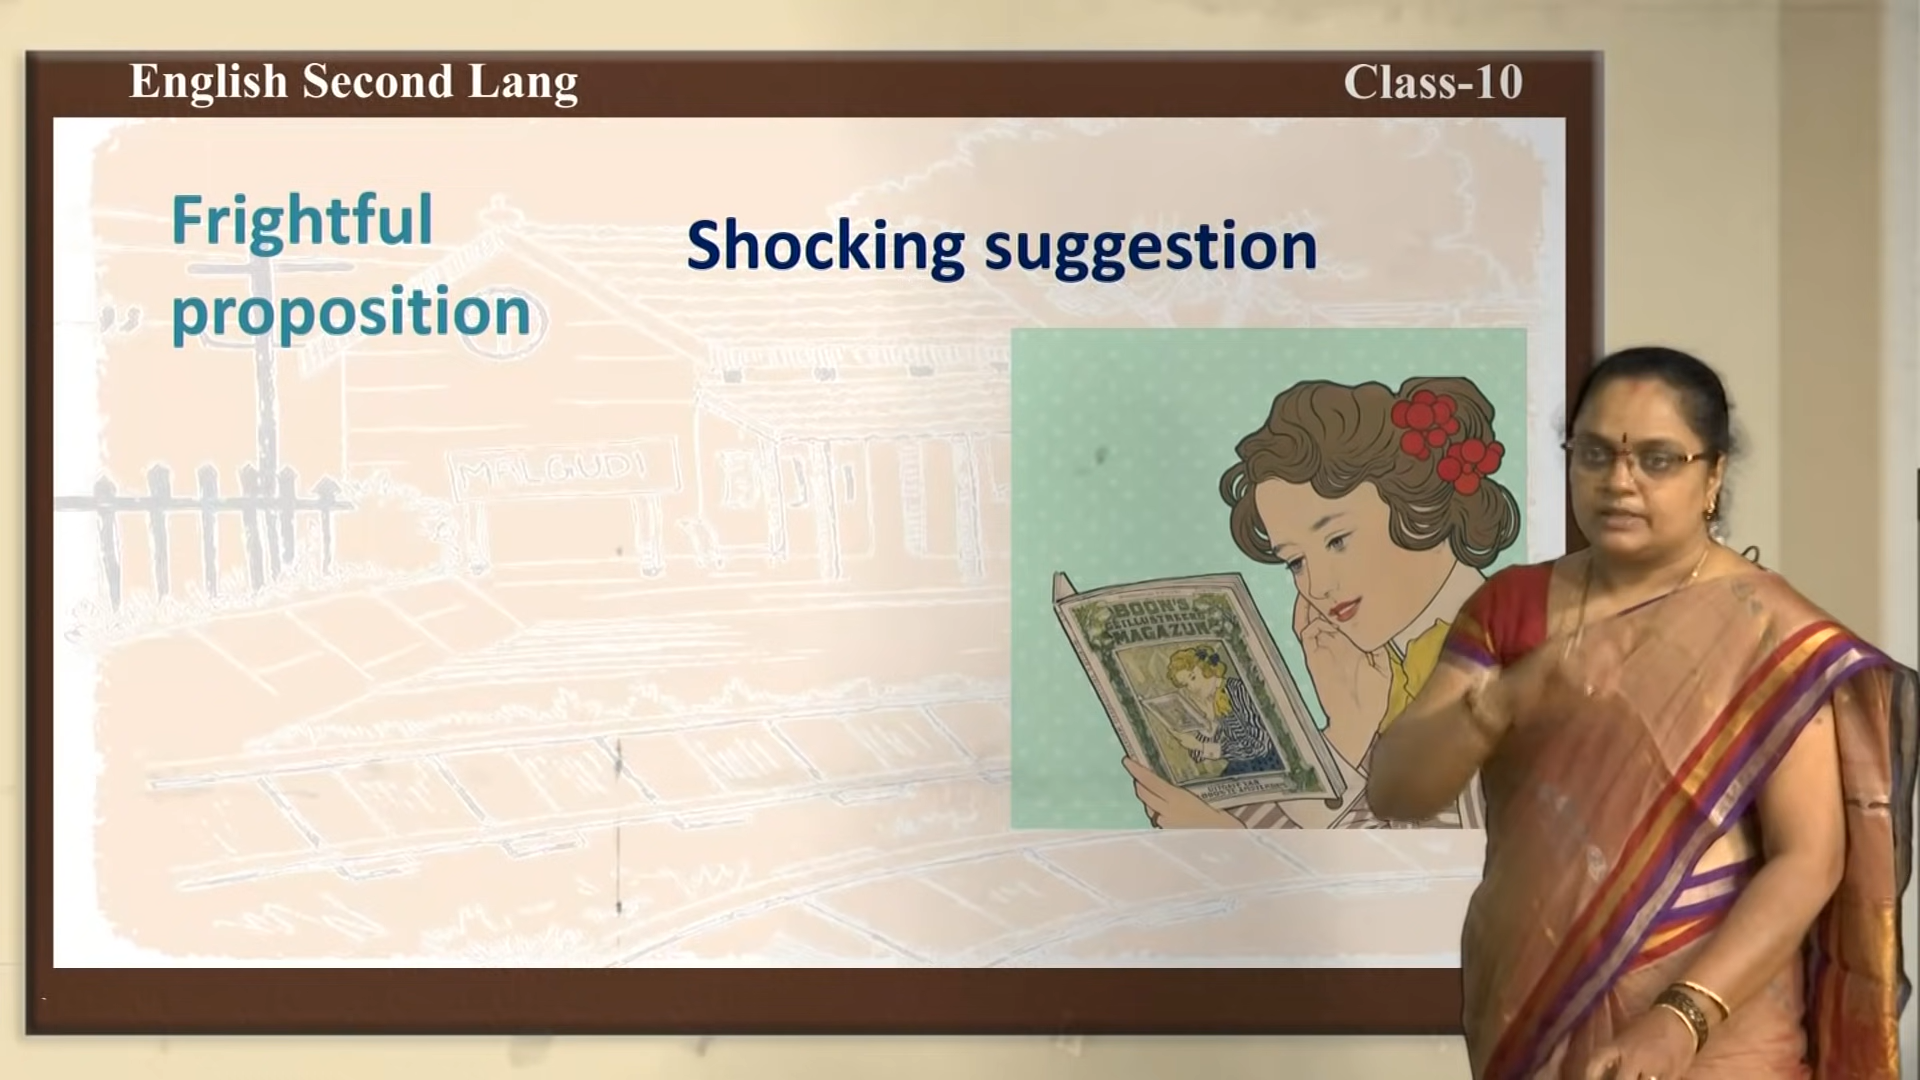 English Second Lang
Class-10
Frightful
proposition
Shocking suggestion
MALGUDI
BOON'S
MAGAZIJN